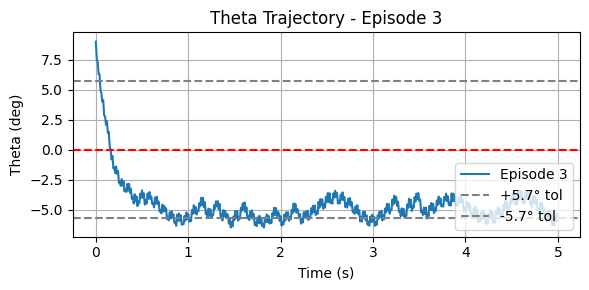 Theta Trajectory - Episode 3
Theta (deg)
7.5
5.0
2.5
0.0
−2.5
−5.0
Episode 3
+5.7° tol
-5.7° tol
0
1
2
3
4
5
Time (s)